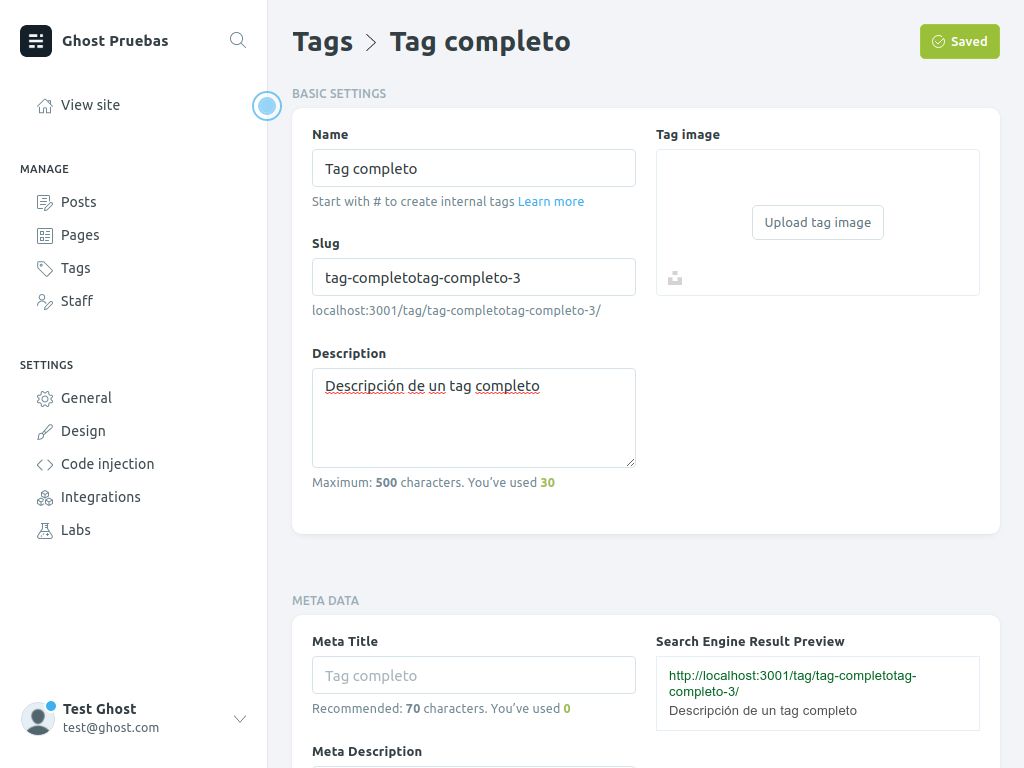 Ghost Pruebas
View site
MANAGE
Posts
Pages
Tags
Staff
SETTINGS
General
Design
Code injection
Integrations
Labs
Test Ghost
test@ghost.com
Tags > Tag completo
Saved
BASIC SETTINGS
Name
Tag completo
Start with # to create internal tags Learn more
Slug
tag-completotag-completo-3
localhost:3001/tag/tag-completotag-completo-3/
Description
Descripción de un tag completo
Maximum: 500 characters. You’ve used 30
Tag image
Upload tag image
META DATA
Meta Title
Tag completo
Recommended: 70 characters. You’ve used 0
Meta Description
Search Engine Result Preview
http://localhost:3001/tag/tag-completotag-
completo-3/
Descripción de un tag completo